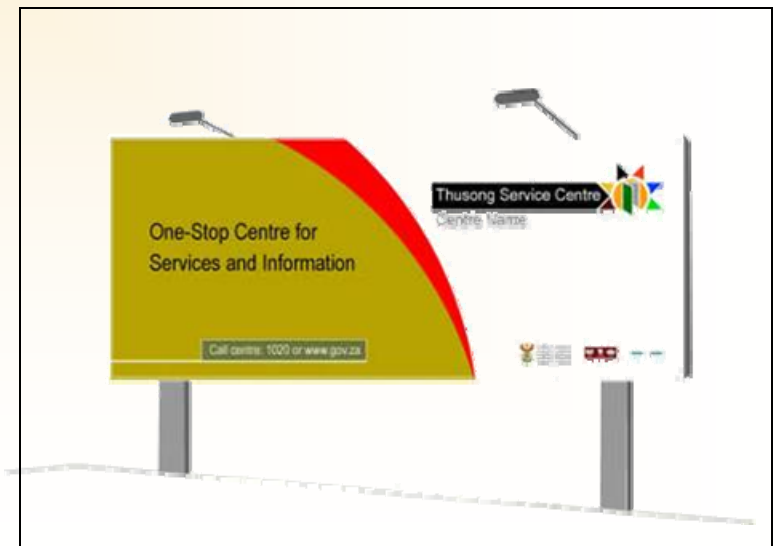 One-Stop Centre for
Services and Information
Call centre: 1020 or www.gov.za
Thusong Service Centre
Centre Name